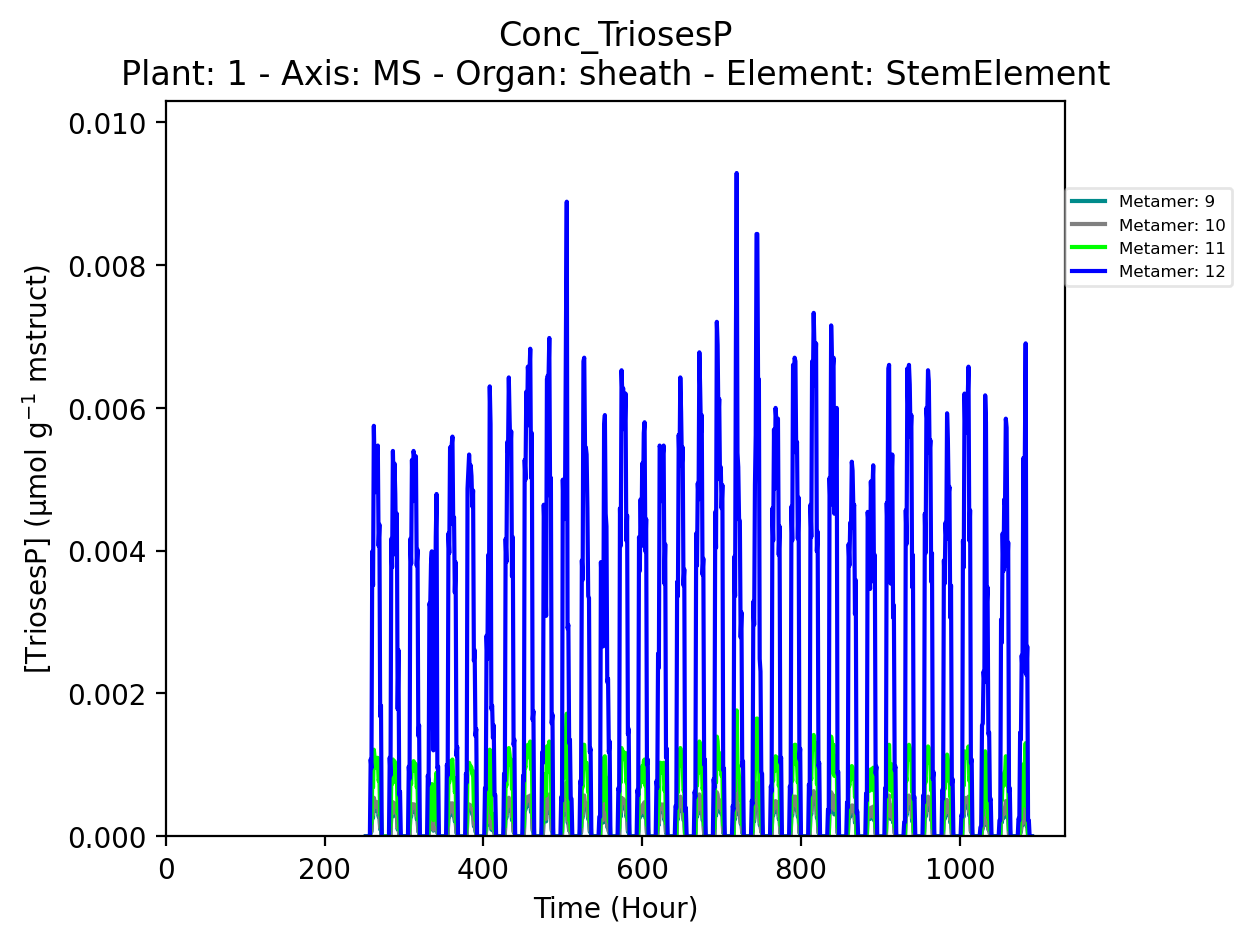 Conc_TriosesP
Plant: 1 - Axis: MS - Organ: sheath - Element: StemElement
0.010
0.008
0.006
0.004
0.002
0.000
[TriosesP] (µmol g⁻¹ mstruct)
0 200 400 600 800 1000
Time (Hour)
Metamer: 9
Metamer: 10
Metamer: 11
Metamer: 12